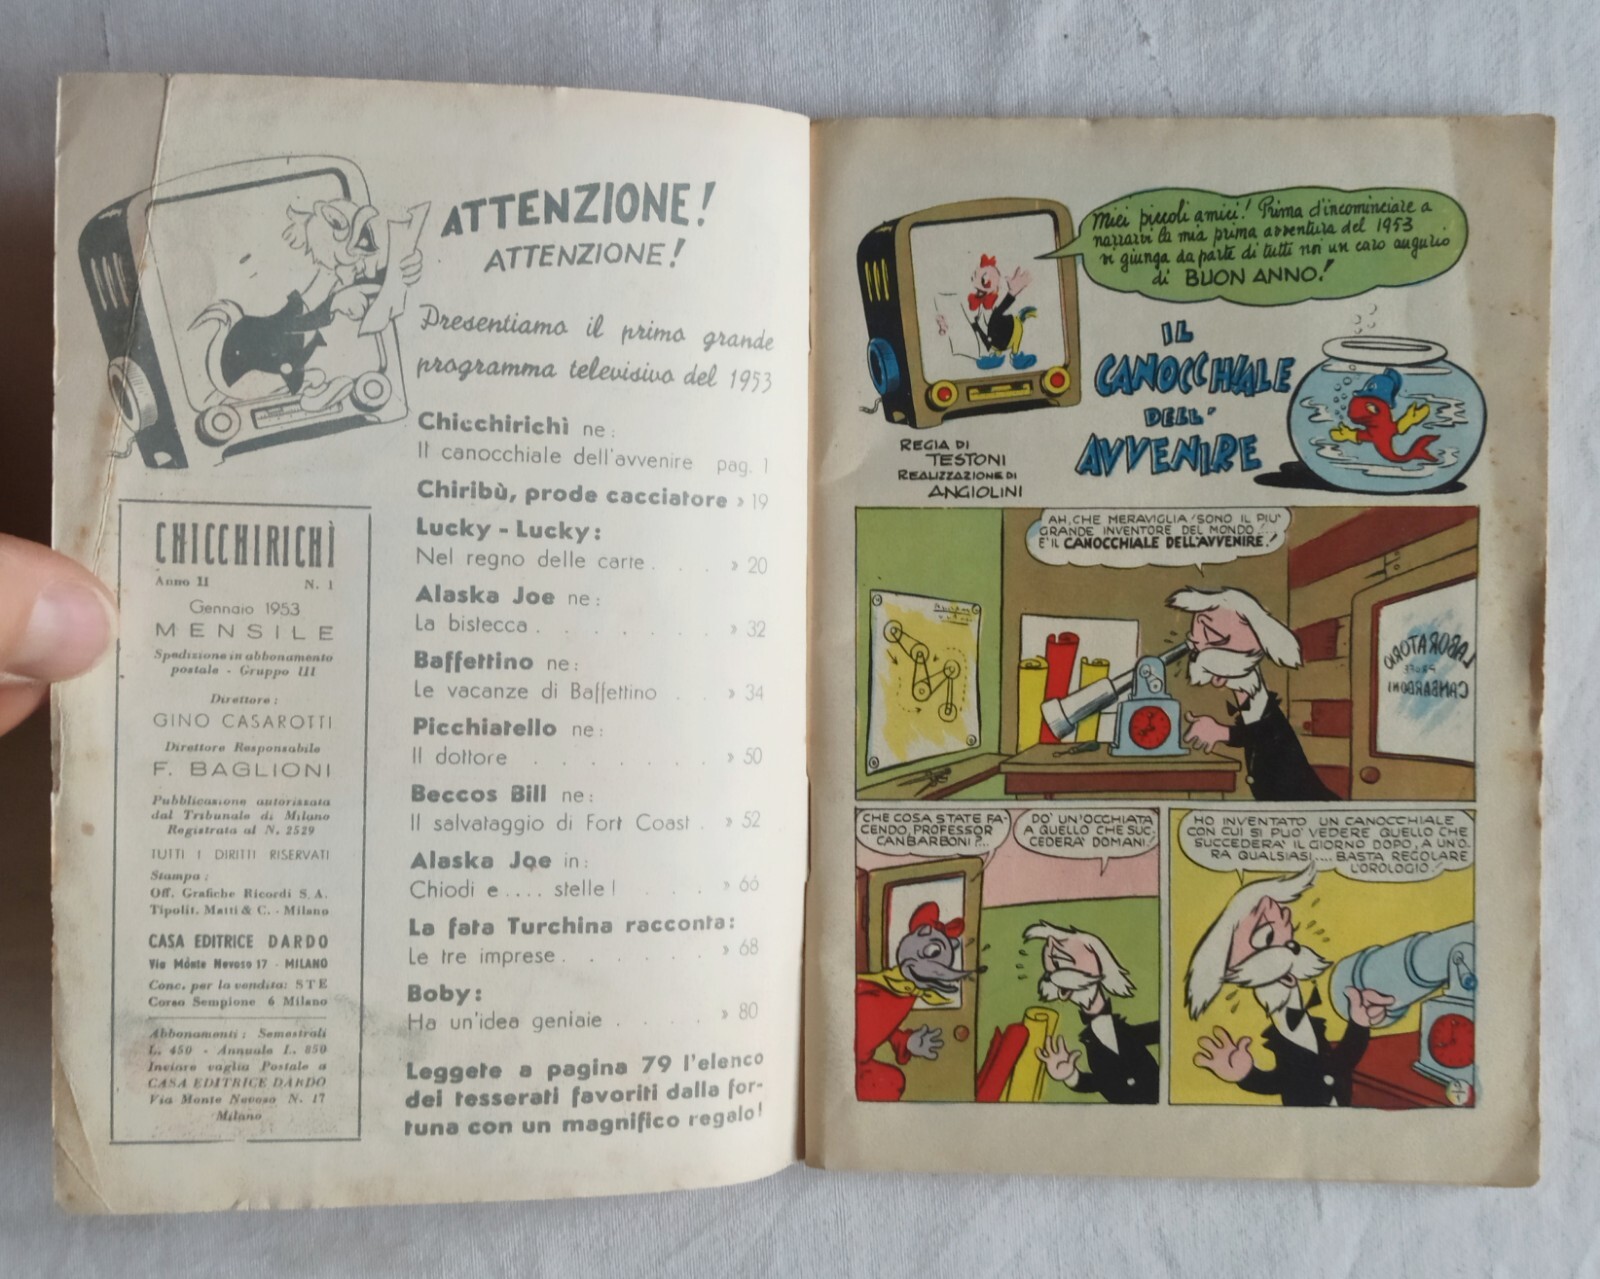 ATTENZIONE!
ATTENZIONE!
Presentiamo il primo grande
programma televisivo del 1953
Chicchirichì ne:
Il canocchiale dell'avvenire pag. 1
Chiribù, prode cacciatore » 19
Lucky - Lucky:
Nel regno delle carte . . . » 20
Alaska Joe ne:
La bistecca . . . . . . » 32
Baffettino ne:
Le vacanze di Baffettino . . » 34
Picchiatello ne:
Il dottore . . . . . . . » 50
Beccos Bill ne:
Il salvataggio di Fort Coast . » 52
Alaska Joe in:
Chiodi e.... stelle! . . . » 66
La fata Turchina racconta:
Le tre imprese . . . . . » 68
Boby:
Ha un'idea geniale . . . . » 80
Leggete a pagina 79 l'elenco
dei tesserati favoriti dalla for-
tuna con un magnifico regalo!
CHICCHIRICHÌ
Anno II N. 1
Gennaio 1953
MENSILE
Spedizione in abbonamento
postale - Gruppo III
Direttore:
GINO CASAROTTI
Direttore Responsabile
F. BAGLIONI
Pubblicazione autorizzata
dal Tribunale di Milano
Registrata al N. 2529
TUTTI I DIRITTI RISERVATI
Stampa:
Off. Grafiche Ricordi S. A.
Tipolit. Matti & C. - Milano
CASA EDITRICE DARDO
Via Monte Nevoso 17 - MILANO
Conc. per la vendita: STE
Corso Sempione 6 Milano
Abbonamenti: Semestrali
L. 450 - Annuale L. 850
Inviare vaglia Postale a
CASA EDITRICE DARDO
Via Monte Nevoso N. 17
Milano
Miei piccoli amici! Prima d'incominciare a
narrarvi la mia prima avventura del 1953
vi giunga da parte di tutti noi un caro augurio
di BUON ANNO!
IL
CANOCCHIALE
DELL'
AVVENIRE
REGIA DI
TESTONI
REALIZZAZIONE DI
ANGIOLINI
AH, CHE MERAVIGLIA! SONO IL PIU'
GRANDE INVENTORE DEL MONDO!...
E' IL CANOCCHIALE DELL'AVVENIRE!
LABORATORIO
PROF.
CANBARBONI
CHE COSA STATE FA-
CENDO, PROFESSOR
CANBARBONI?...
DO' UN'OCCHIATA
A QUELLO CHE SUC-
CEDERA' DOMANI!
HO INVENTATO UN CANOCCHIALE
CON CUI SI PUO' VEDERE QUELLO CHE
SUCCEDERA' IL GIORNO DOPO, A UN'O-
RA QUALSIASI.... BASTA REGOLARE
L'OROLOGIO!